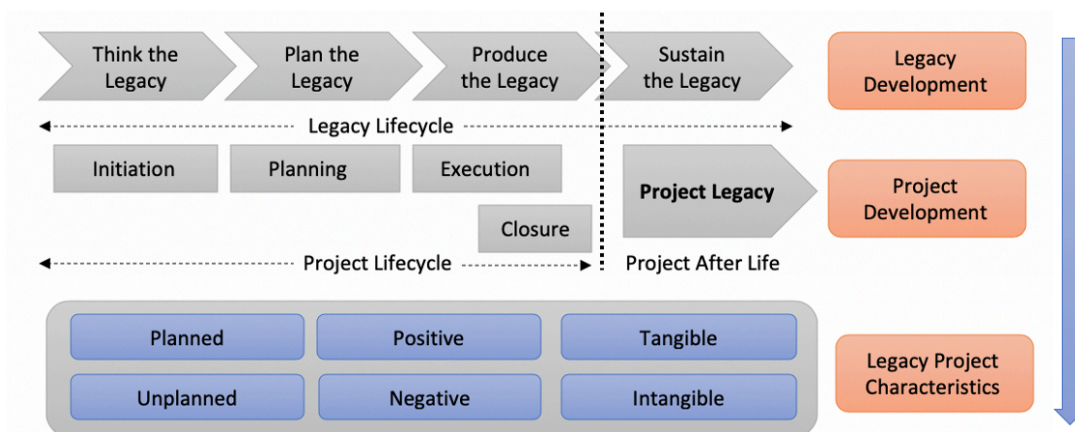 Think the
Legacy
Plan the
Legacy
Produce
the Legacy
Sustain
the Legacy
Legacy
Development
Legacy Lifecycle
Initiation
Planning
Execution
Project Legacy
Project
Development
Closure
Project Lifecycle
Project After Life
Planned
Positive
Tangible
Legacy Project
Characteristics
Unplanned
Negative
Intangible